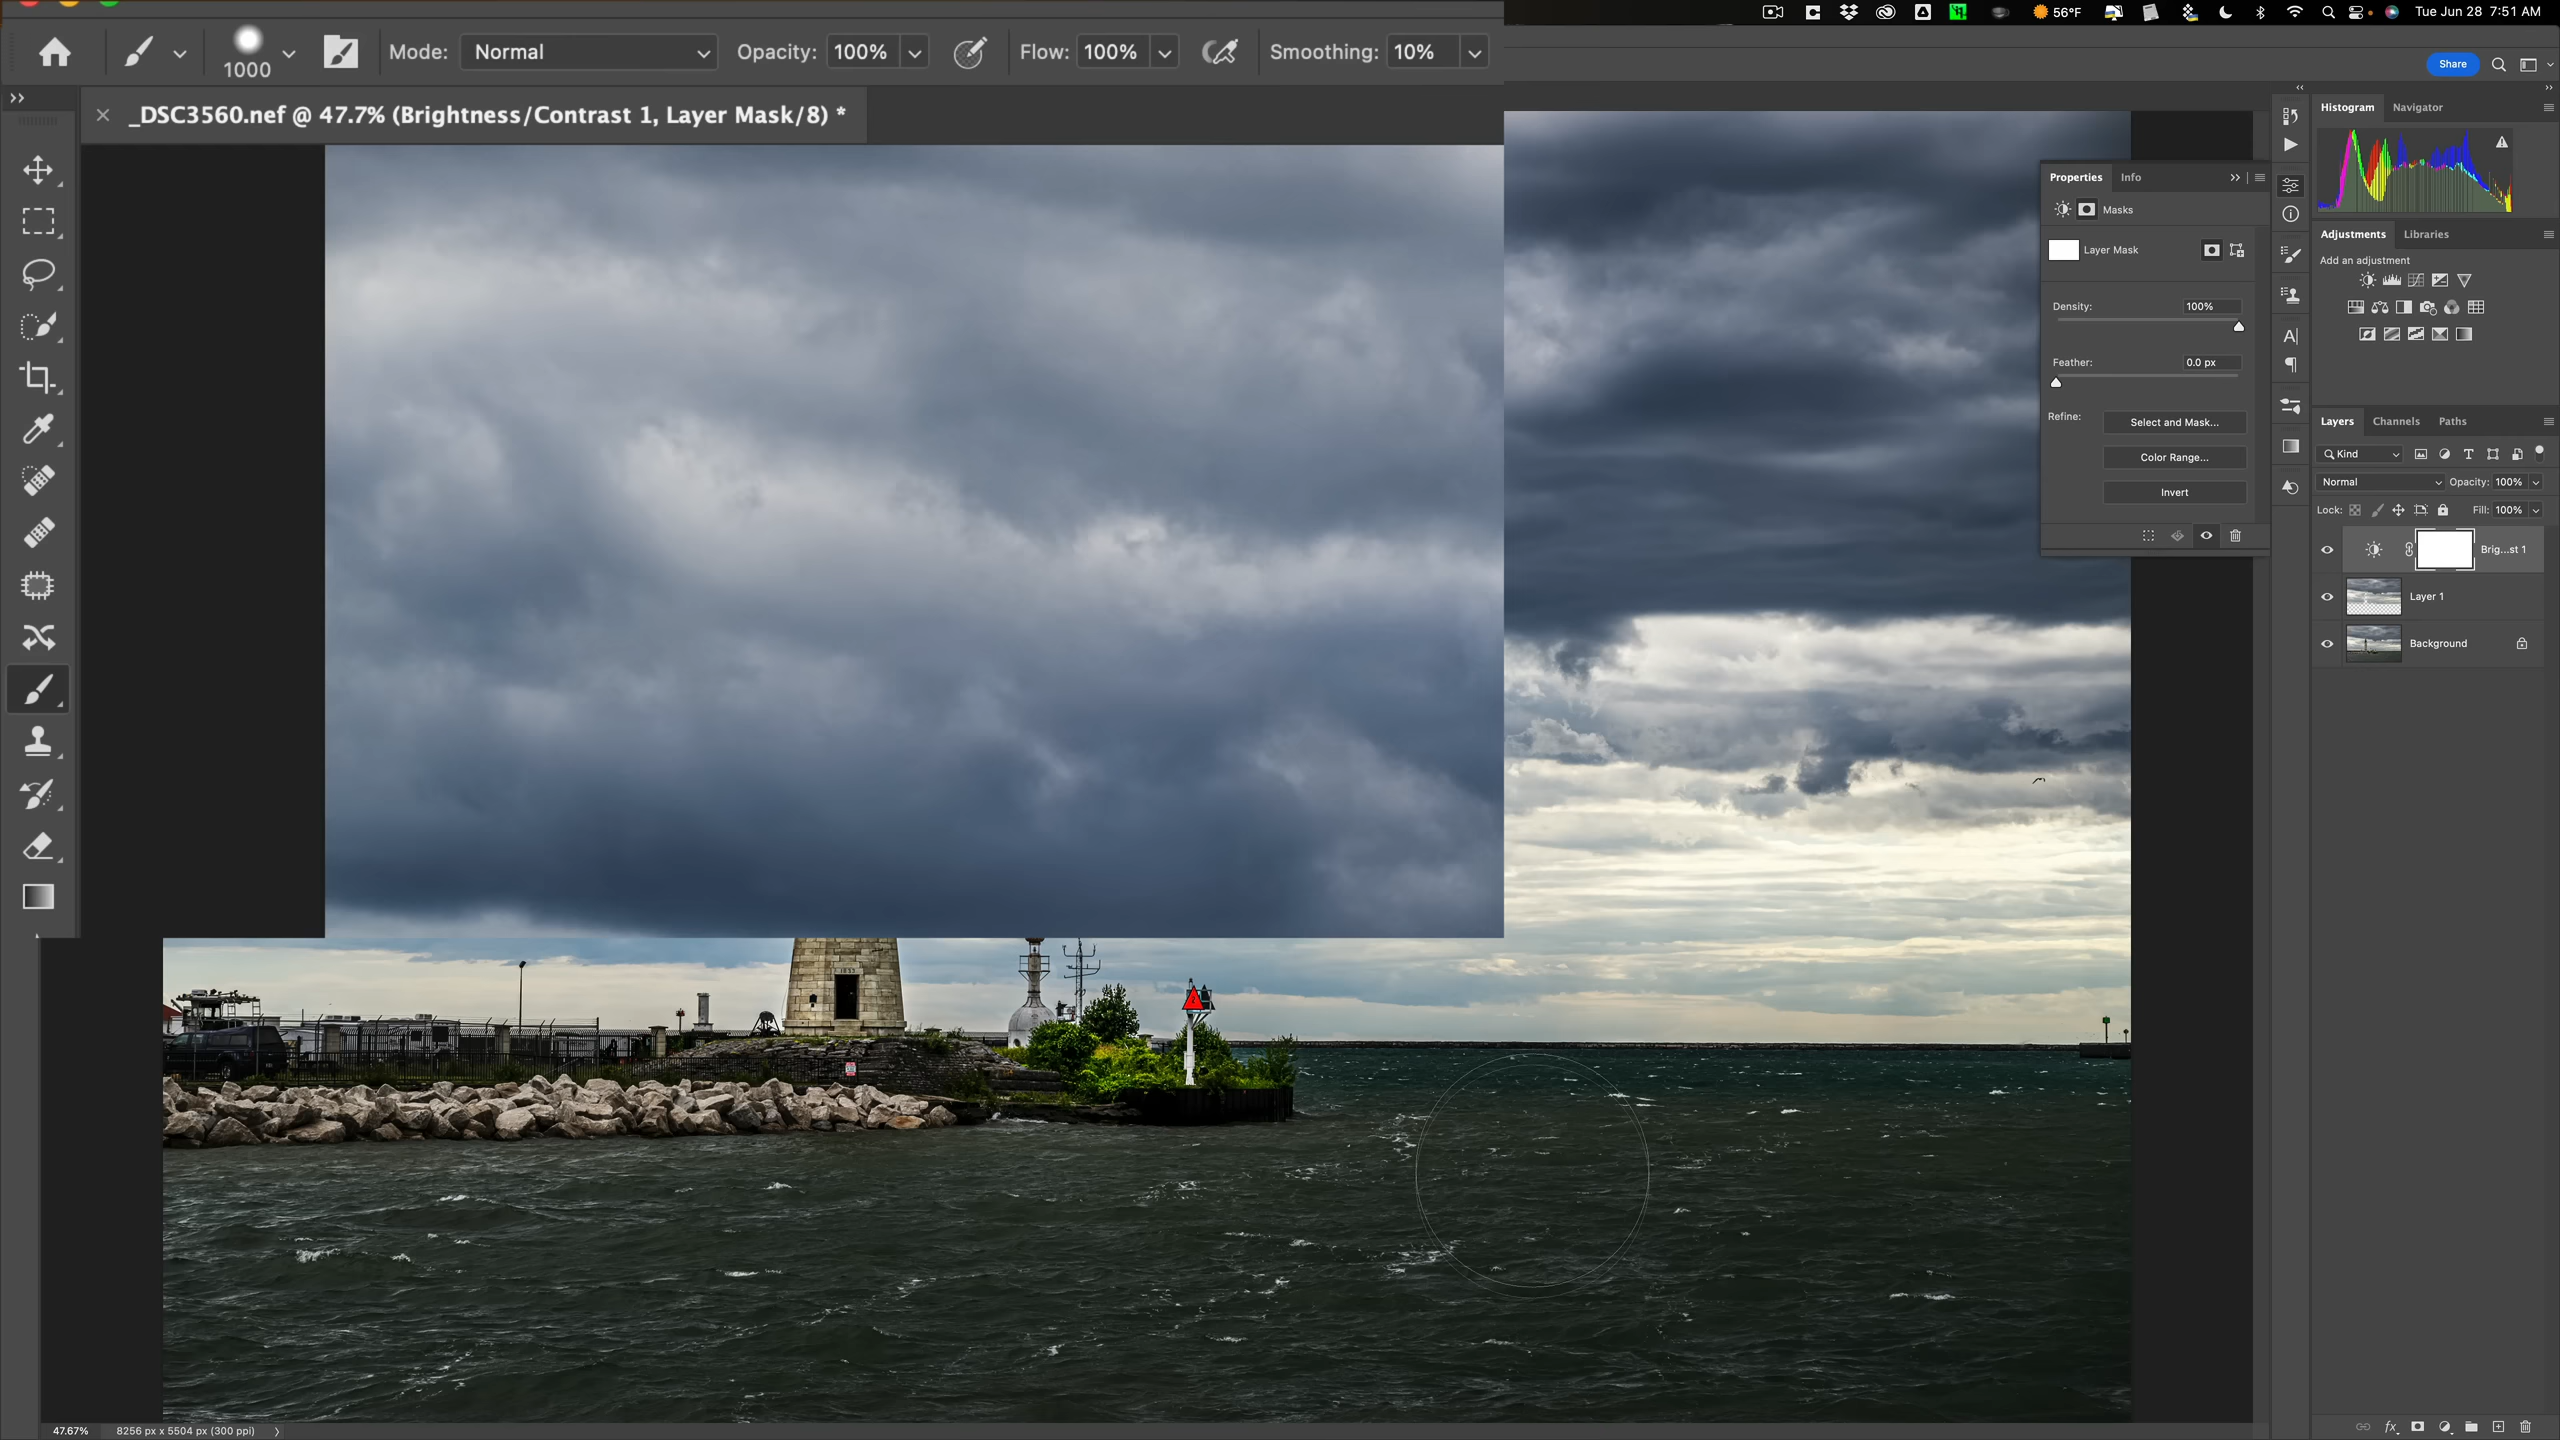 56°F
Tue Jun 28 7:51 AM
1000
Mode: Normal
Opacity: 100%
Flow: 100%
Smoothing: 10%
Share
_DSC3560.nef @ 47.7% (Brightness/Contrast 1, Layer Mask/8) *
Histogram Navigator
Properties Info
Masks
Layer Mask
Density: 100%
Feather: 0.0 px
Refine:
Select and Mask...
Color Range...
Invert
Adjustments Libraries
Add an adjustment
Layers Channels Paths
Kind
Normal Opacity: 100%
Lock: Fill: 100%
Brig...st 1
Layer 1
Background
47.67% 8256 px x 5504 px (300 ppi)